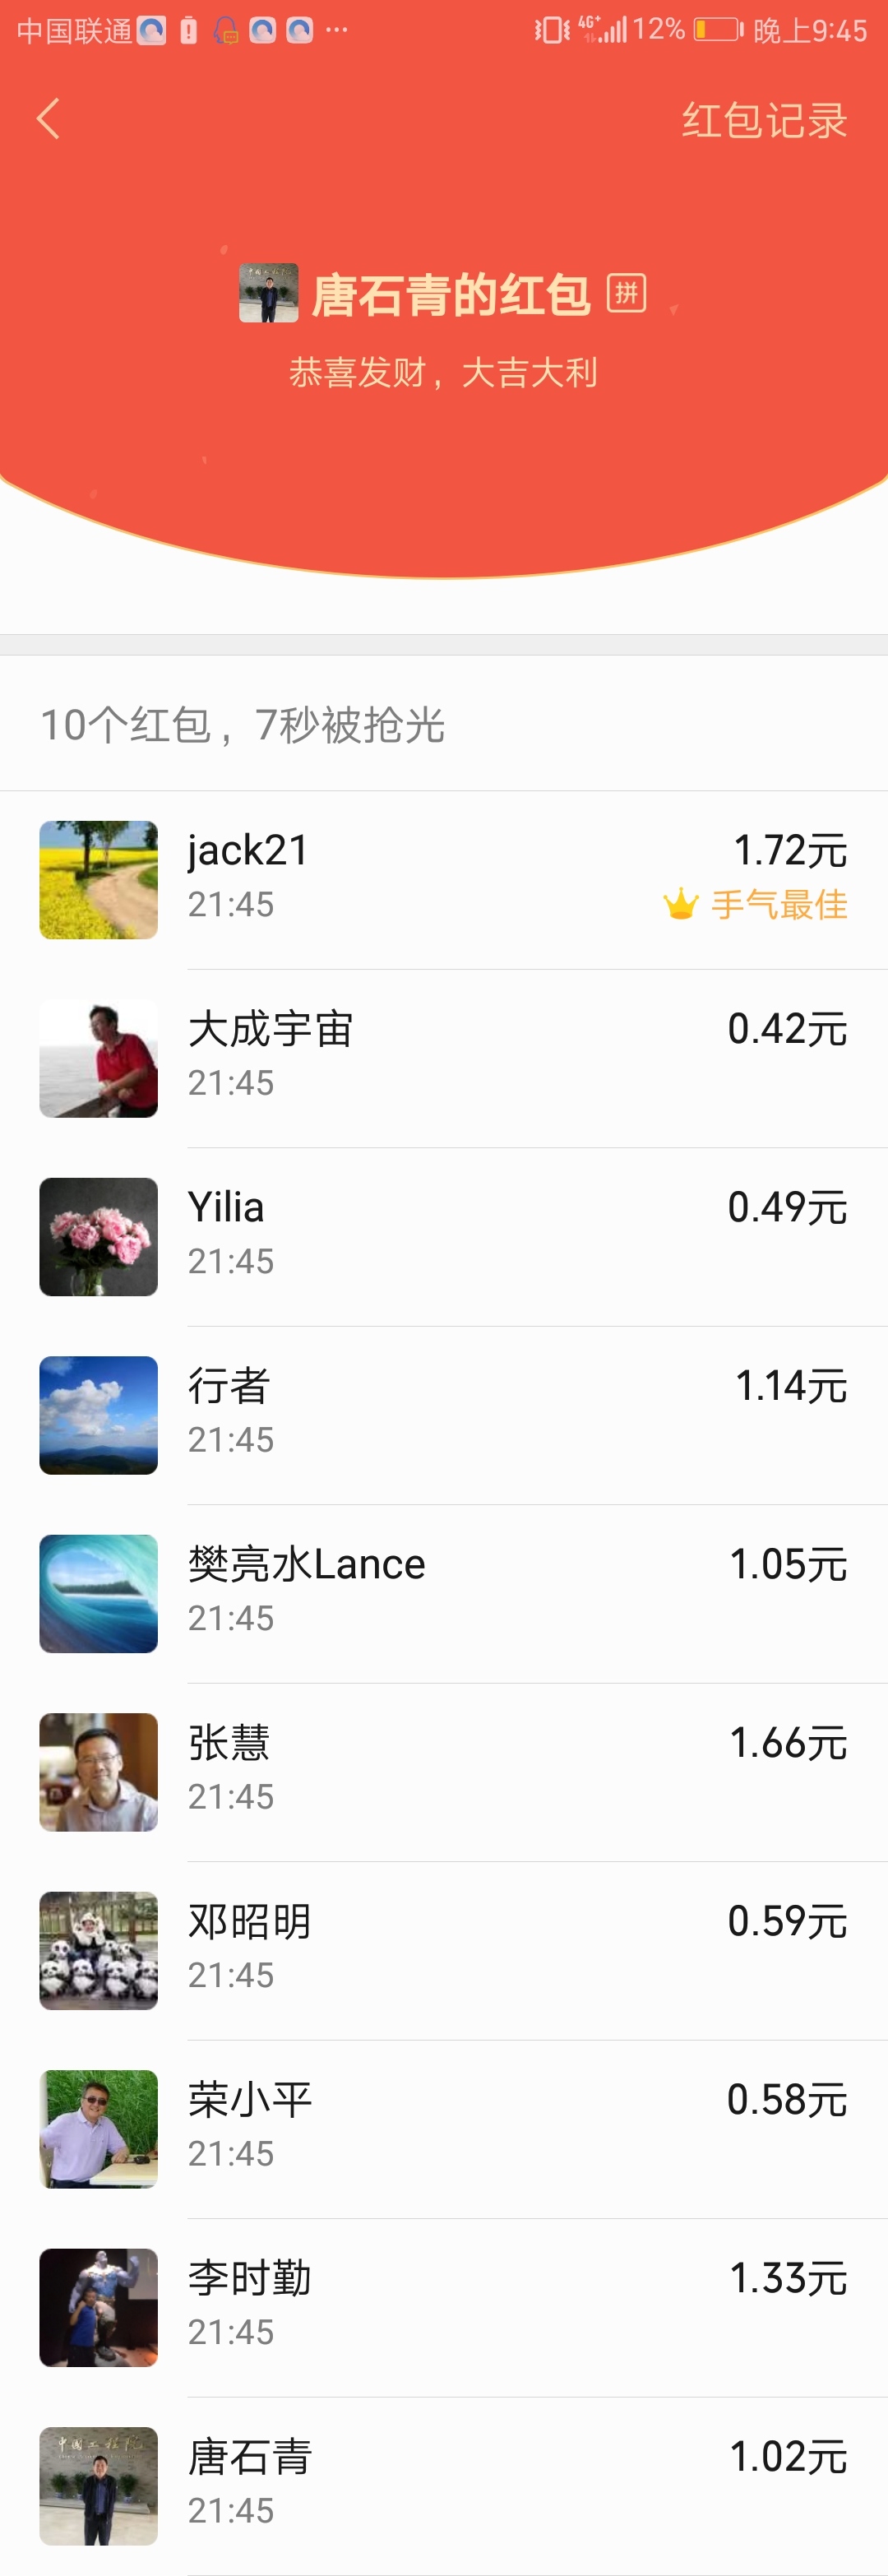 中国联通 ... 4G+ 12% 晚上9:45
红包记录
唐石青的红包 拼
恭喜发财，大吉大利
10个红包，7秒被抢光
jack21 1.72元
21:45 手气最佳
大成宇宙 0.42元
21:45
Yilia 0.49元
21:45
行者 1.14元
21:45
樊亮水Lance 1.05元
21:45
张慧 1.66元
21:45
邓昭明 0.59元
21:45
荣小平 0.58元
21:45
李时勤 1.33元
21:45
中国工程院
唐石青 1.02元
21:45